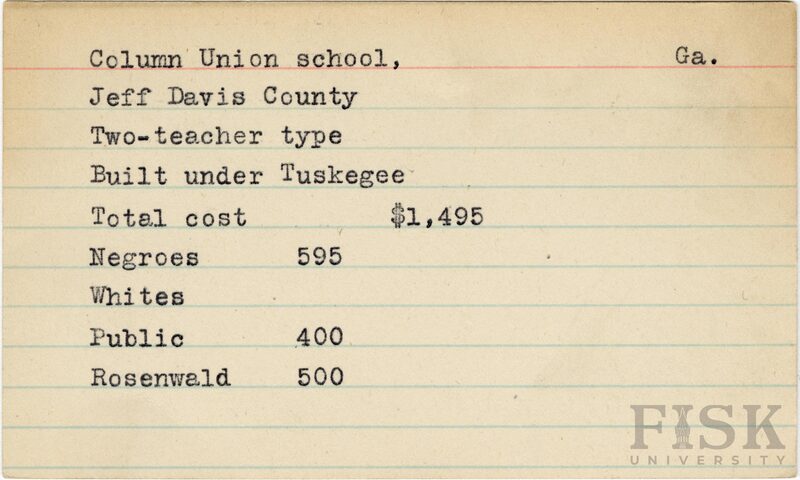 Column Union school, Ga.
Jeff Davis County
Two-teacher type
Built under Tuskegee
Total cost $1,495
Negroes 595
Whites
Public 400
Rosenwald 500
FISK
UNIVERSITY